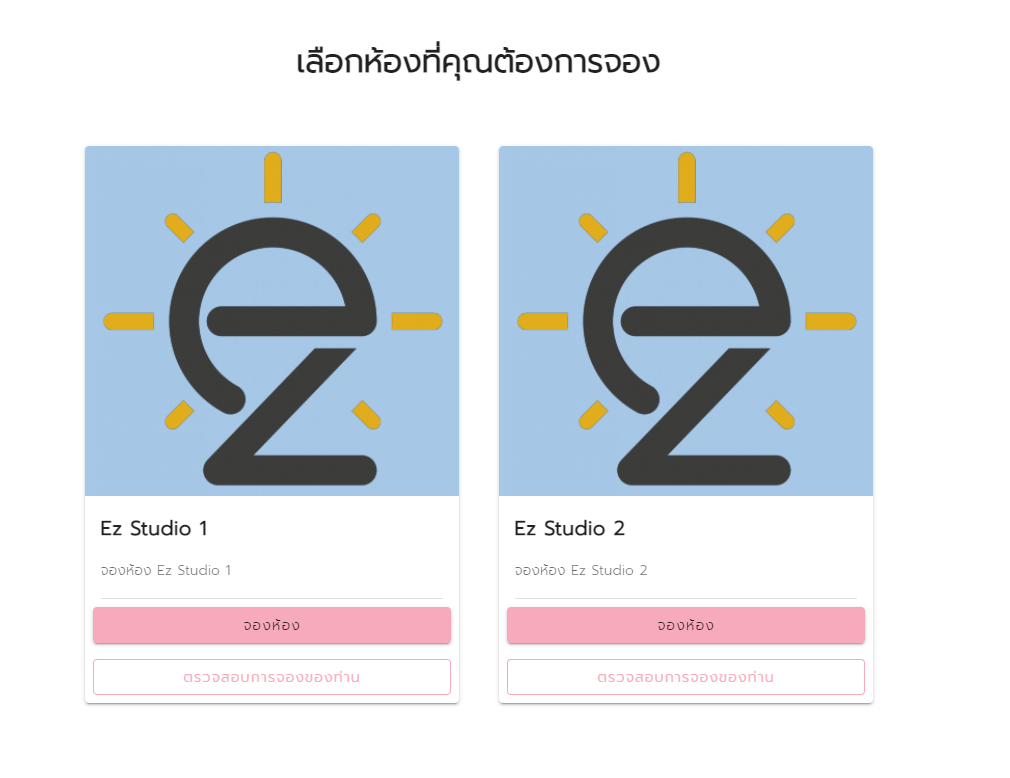 เลือกห้องที่คุณต้องการจอง
ez
Ez Studio 1
จองห้อง Ez Studio 1
จองห้อง
ตรวจสอบการจองของท่าน
ez
Ez Studio 2
จองห้อง Ez Studio 2
จองห้อง
ตรวจสอบการจองของท่าน